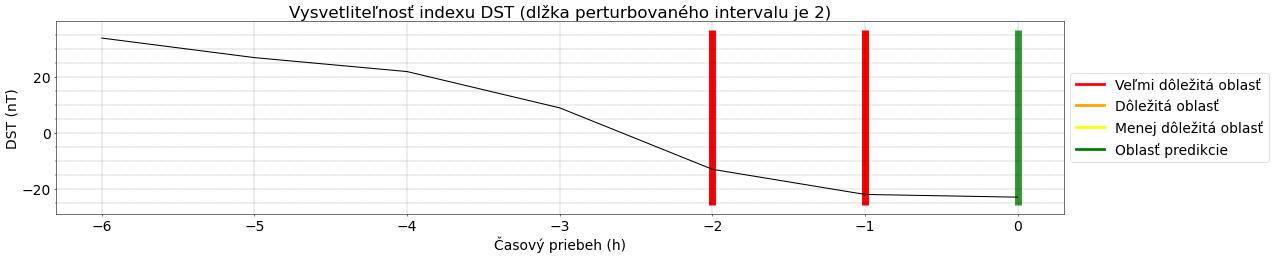 Vysvetliteľnosť indexu DST (dĺžka perturbovaného intervalu je 2)
DST (nT)
20
0
−20
−6 −5 −4 −3 −2 −1 0
Časový priebeh (h)
Veľmi dôležitá oblasť
Dôležitá oblasť
Menej dôležitá oblasť
Oblasť predikcie